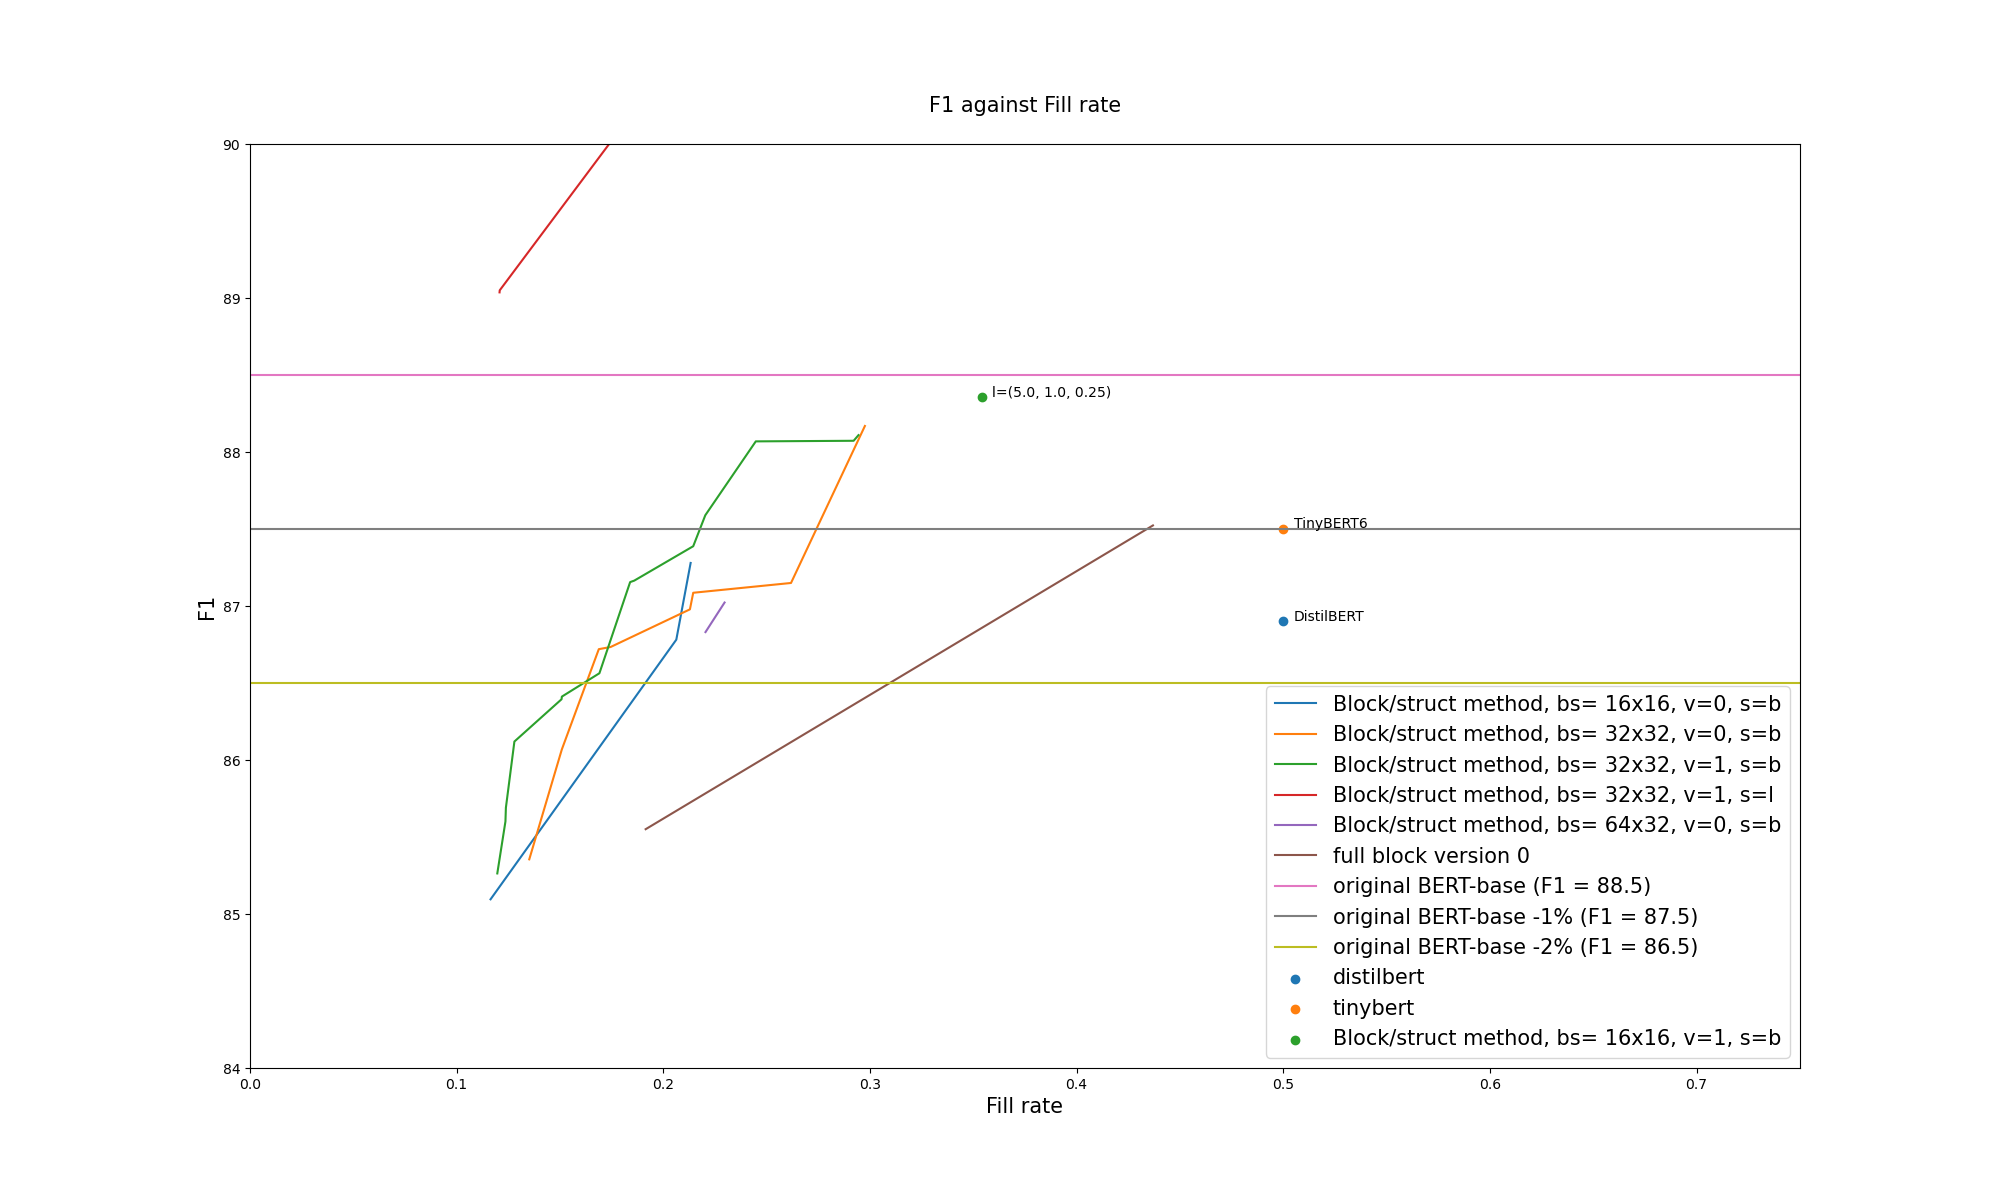 F1 against Fill rate
90
89
88
87
86
85
84
F1
l=(5.0, 1.0, 0.25)
TinyBERT6
DistilBERT
Block/struct method, bs= 16x16, v=0, s=b
Block/struct method, bs= 32x32, v=0, s=b
Block/struct method, bs= 32x32, v=1, s=b
Block/struct method, bs= 32x32, v=1, s=l
Block/struct method, bs= 64x32, v=0, s=b
full block version 0
original BERT-base (F1 = 88.5)
original BERT-base -1% (F1 = 87.5)
original BERT-base -2% (F1 = 86.5)
distilbert
tinybert
Block/struct method, bs= 16x16, v=1, s=b
0.0 0.1 0.2 0.3 0.4 0.5 0.6 0.7
Fill rate